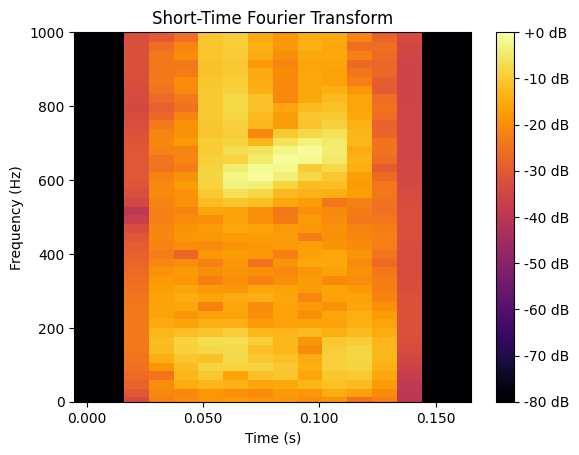 Short-Time Fourier Transform
1000
800
600
400
200
0
Frequency (Hz)
0.000
0.050
0.100
0.150
Time (s)
+0 dB
-10 dB
-20 dB
-30 dB
-40 dB
-50 dB
-60 dB
-70 dB
-80 dB